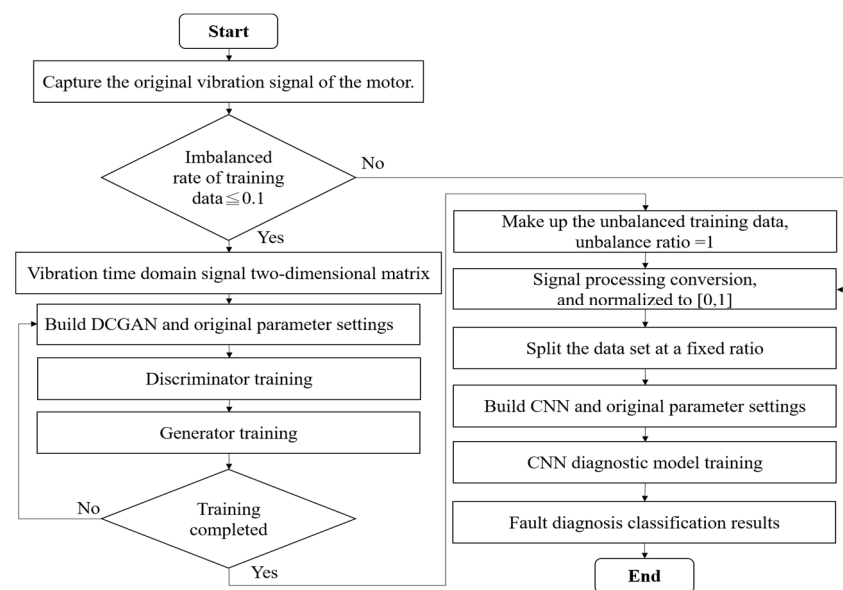 Start
Capture the original vibration signal of the motor.
Imbalanced
rate of training
data≦0.1
No
Yes
Vibration time domain signal two-dimensional matrix
Build DCGAN and original parameter settings
Discriminator training
Generator training
Training
completed
No
Yes
Make up the unbalanced training data,
unbalance ratio =1
Signal processing conversion,
and normalized to [0,1]
Split the data set at a fixed ratio
Build CNN and original parameter settings
CNN diagnostic model training
Fault diagnosis classification results
End